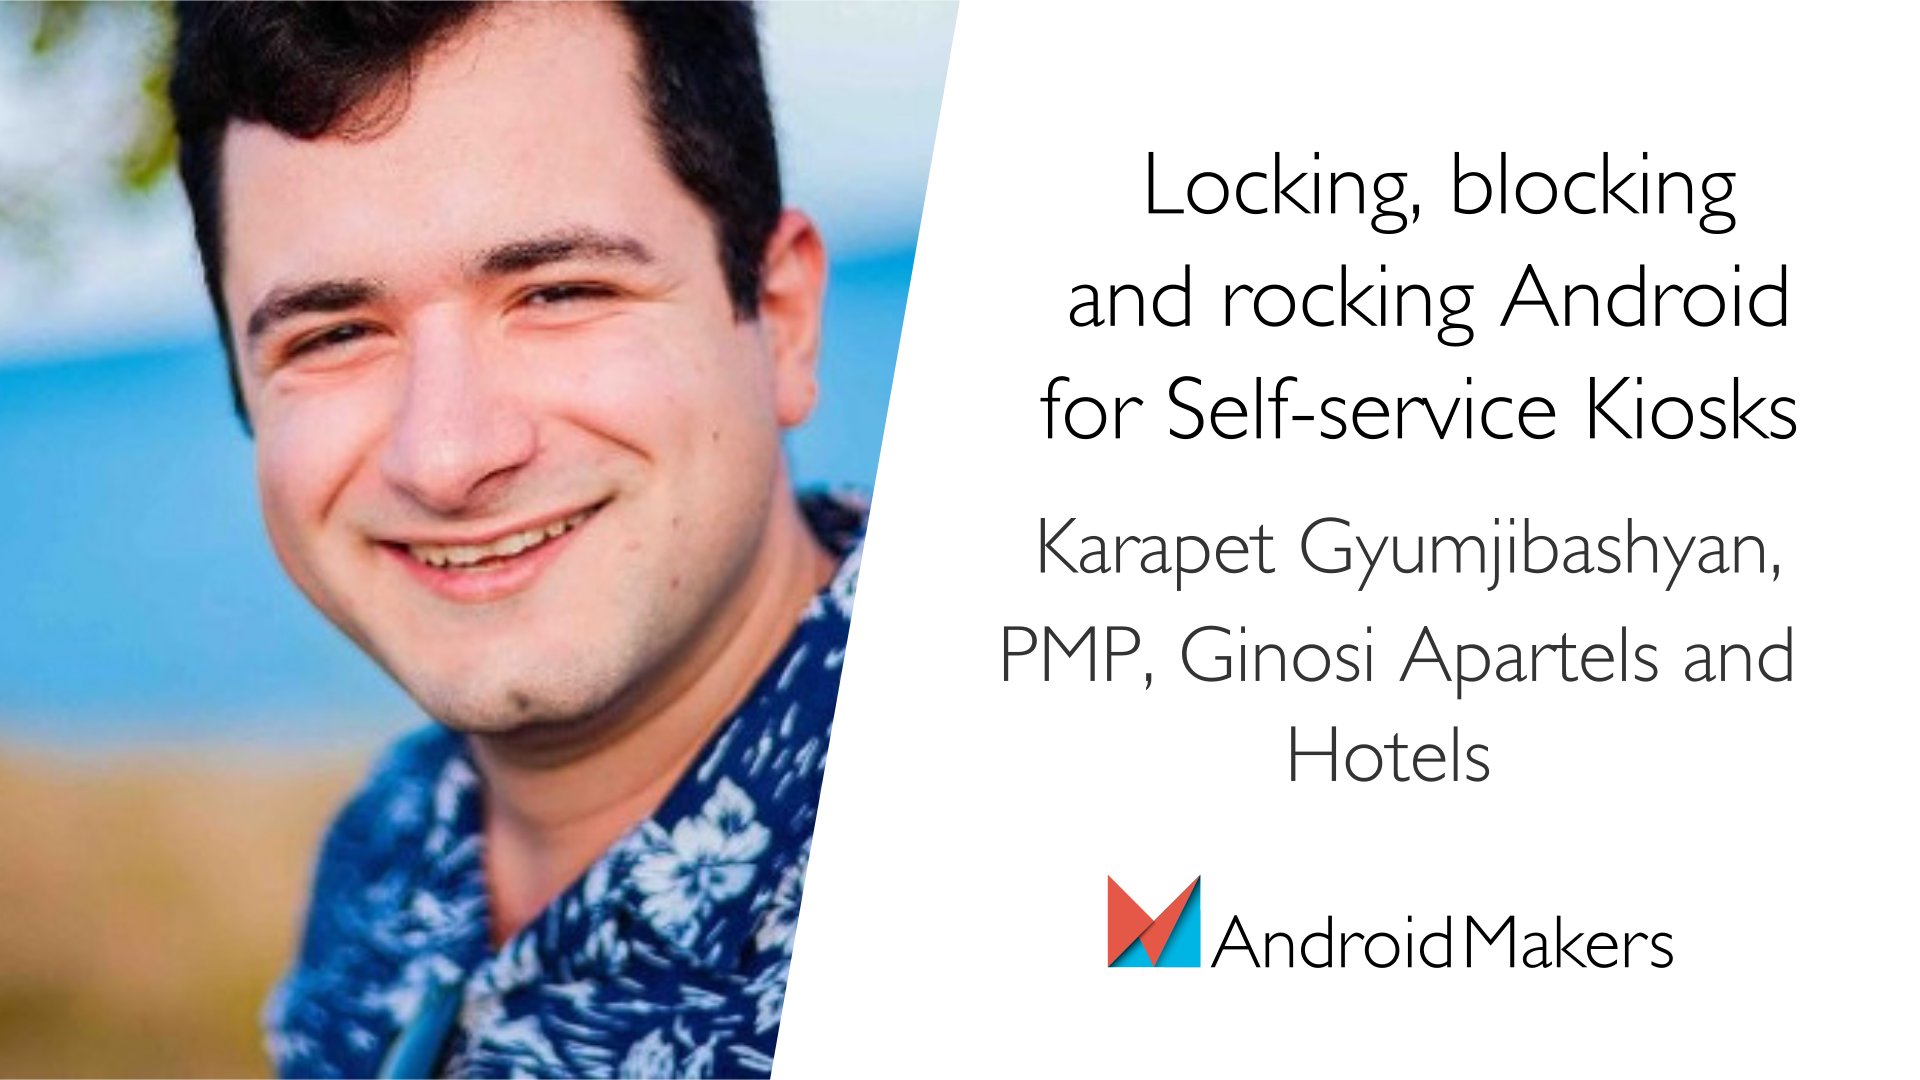 Locking, blocking
and rocking Android
for Self-service Kiosks
Karapet Gyumjibashyan,
PMP, Ginosi Apartels and
Hotels
AndroidMakers